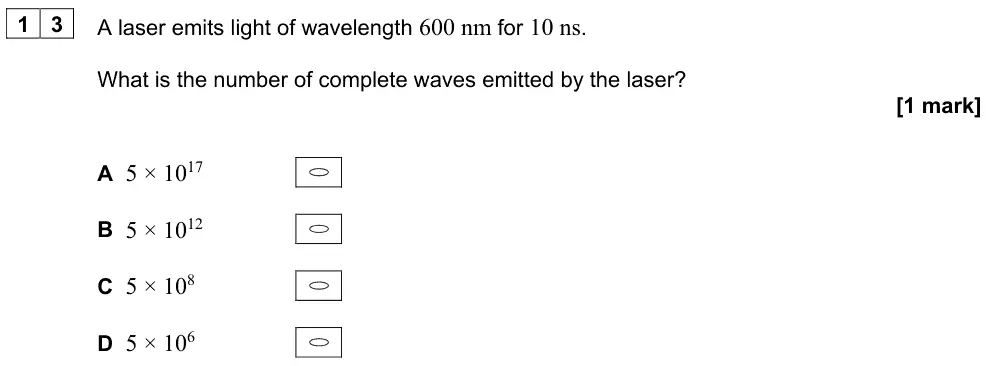 1 3 A laser emits light of wavelength 600 nm for 10 ns.
What is the number of complete waves emitted by the laser?
[1 mark]
A 5 × 10¹⁷
B 5 × 10¹²
C 5 × 10⁸
D 5 × 10⁶